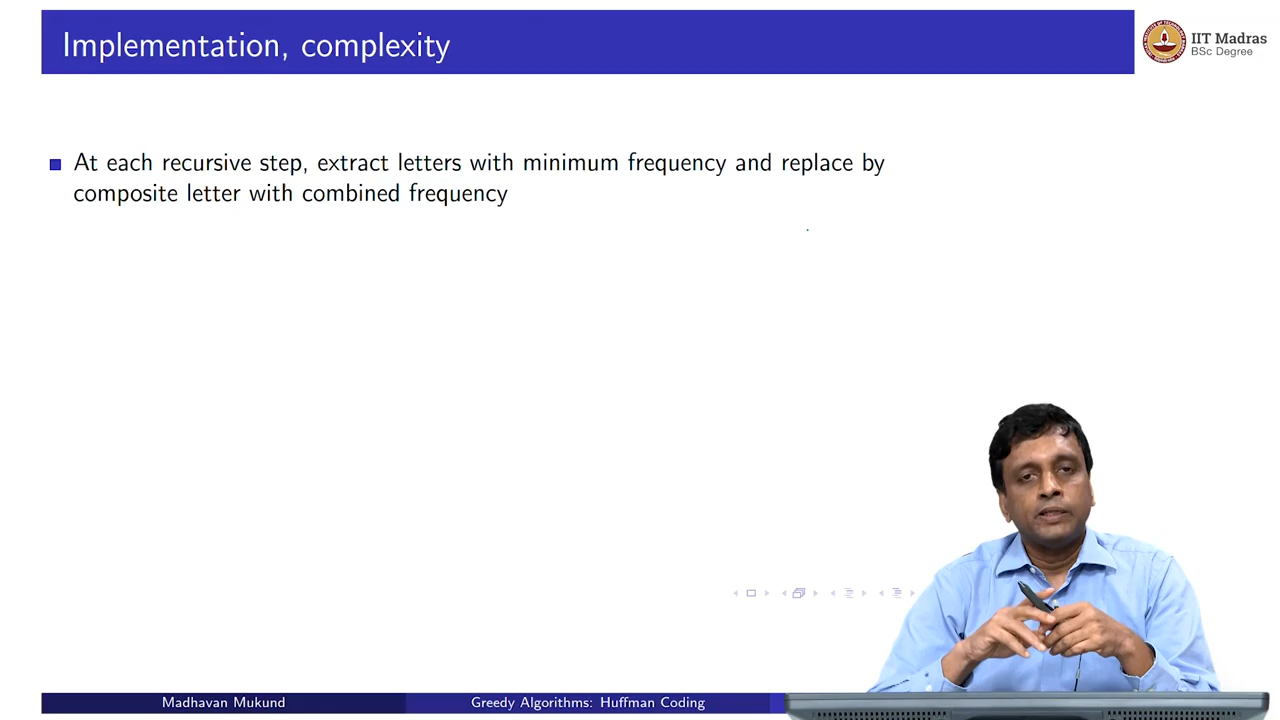 Implementation, complexity
IIT Madras
BSc Degree
At each recursive step, extract letters with minimum frequency and replace by
composite letter with combined frequency
Madhavan Mukund
Greedy Algorithms: Huffman Coding